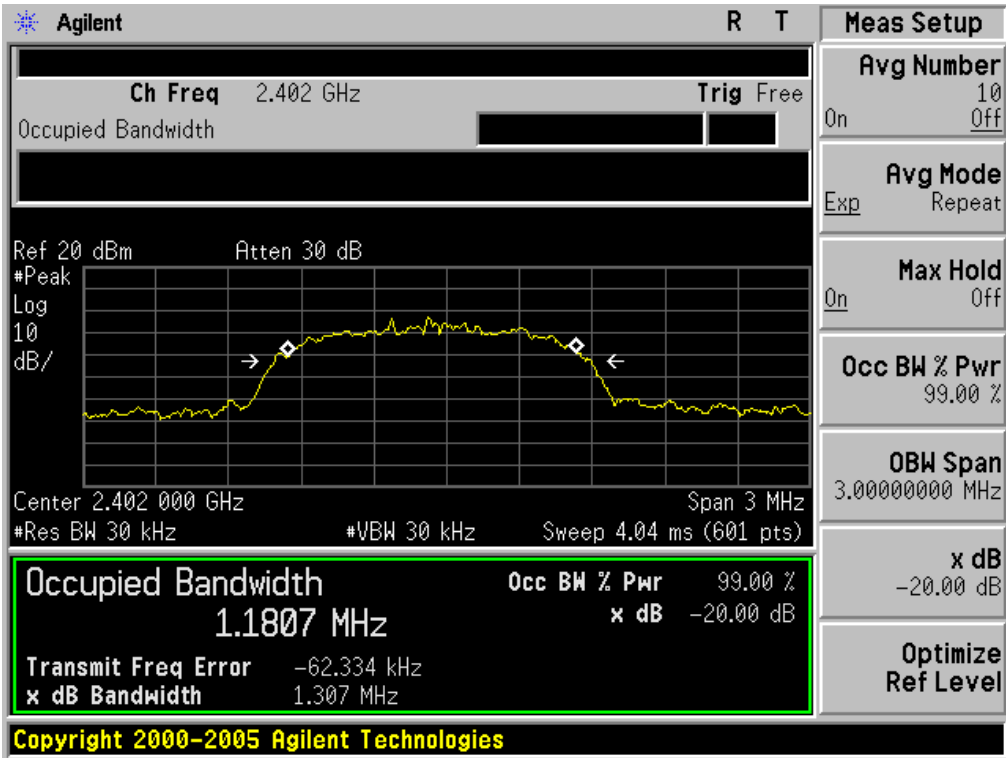 Agilent R T
Ch Freq 2.402 GHz Trig Free
Occupied Bandwidth
Ref 20 dBm Atten 30 dB
#Peak
Log
10
dB/
Center 2.402 000 GHz Span 3 MHz
#Res BW 30 kHz #VBW 30 kHz Sweep 4.04 ms (601 pts)
Occupied Bandwidth Occ BW % Pwr 99.00 %
1.1807 MHz x dB -20.00 dB
Transmit Freq Error -62.334 kHz
x dB Bandwidth 1.307 MHz
Copyright 2000-2005 Agilent Technologies
Meas Setup
Avg Number
10
On Off
Avg Mode
Exp Repeat
Max Hold
On Off
Occ BW % Pwr
99.00 %
OBW Span
3.00000000 MHz
x dB
-20.00 dB
Optimize
Ref Level